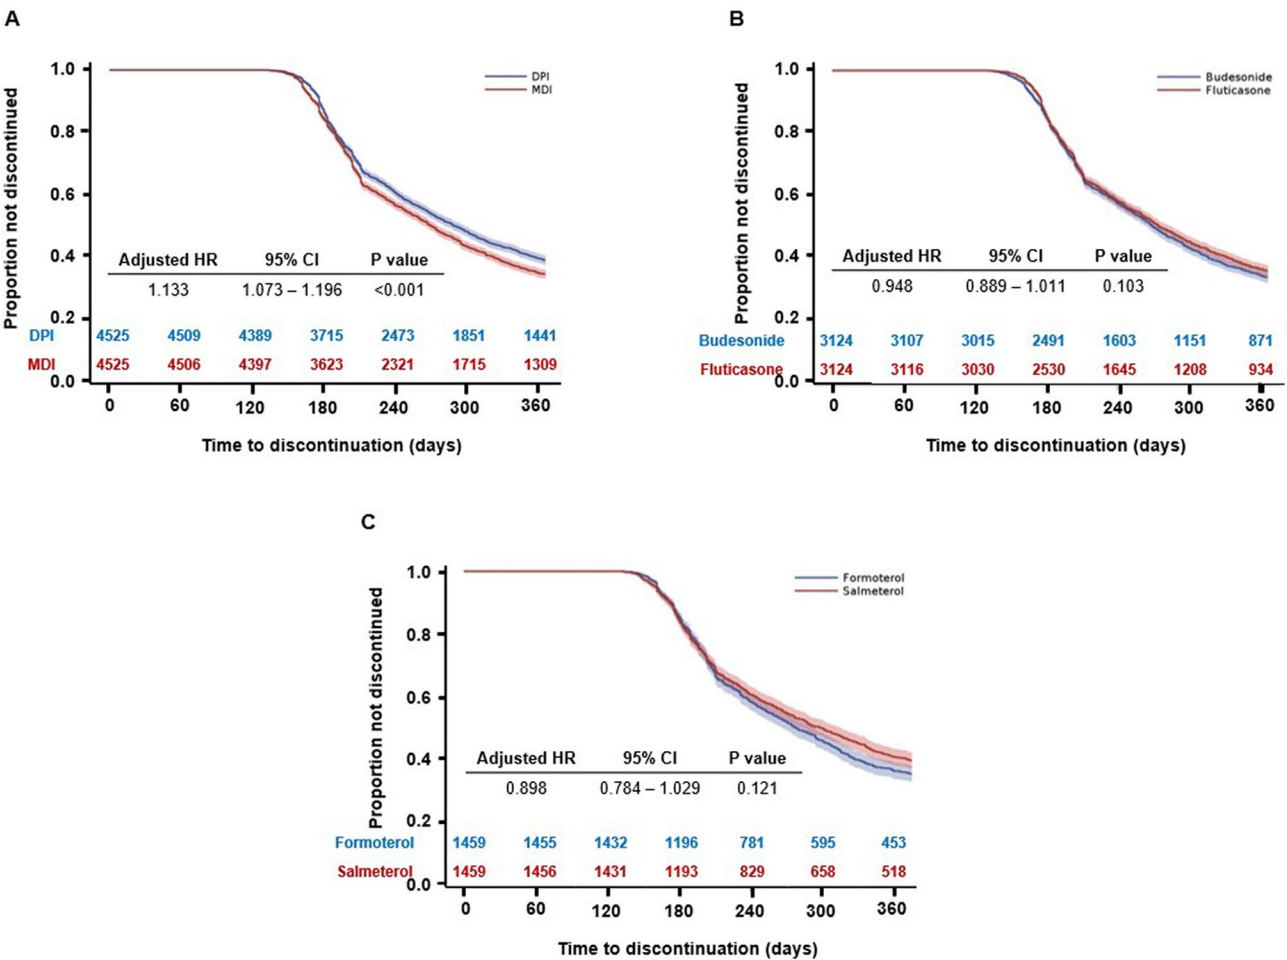 A
Proportion not discontinued
1.0
0.8
0.6
0.4
0.2
0.0
DPI
MDI
Adjusted HR 95% CI P value
1.133 1.073 – 1.196 <0.001
DPI 4525 4509 4389 3715 2473 1851 1441
MDI 4525 4506 4397 3623 2321 1715 1309
0 60 120 180 240 300 360
Time to discontinuation (days)
B
Proportion not discontinued
1.0
0.8
0.6
0.4
0.2
0.0
Budesonide
Fluticasone
Adjusted HR 95% CI P value
0.948 0.889 – 1.011 0.103
Budesonide 3124 3107 3015 2491 1603 1151 871
Fluticasone 3124 3116 3030 2530 1645 1208 934
0 60 120 180 240 300 360
Time to discontinuation (days)
C
Proportion not discontinued
1.0
0.8
0.6
0.4
0.2
0.0
Formoterol
Salmeterol
Adjusted HR 95% CI P value
0.898 0.784 – 1.029 0.121
Formoterol 1459 1455 1432 1196 781 595 453
Salmeterol 1459 1456 1431 1193 829 658 518
0 60 120 180 240 300 360
Time to discontinuation (days)